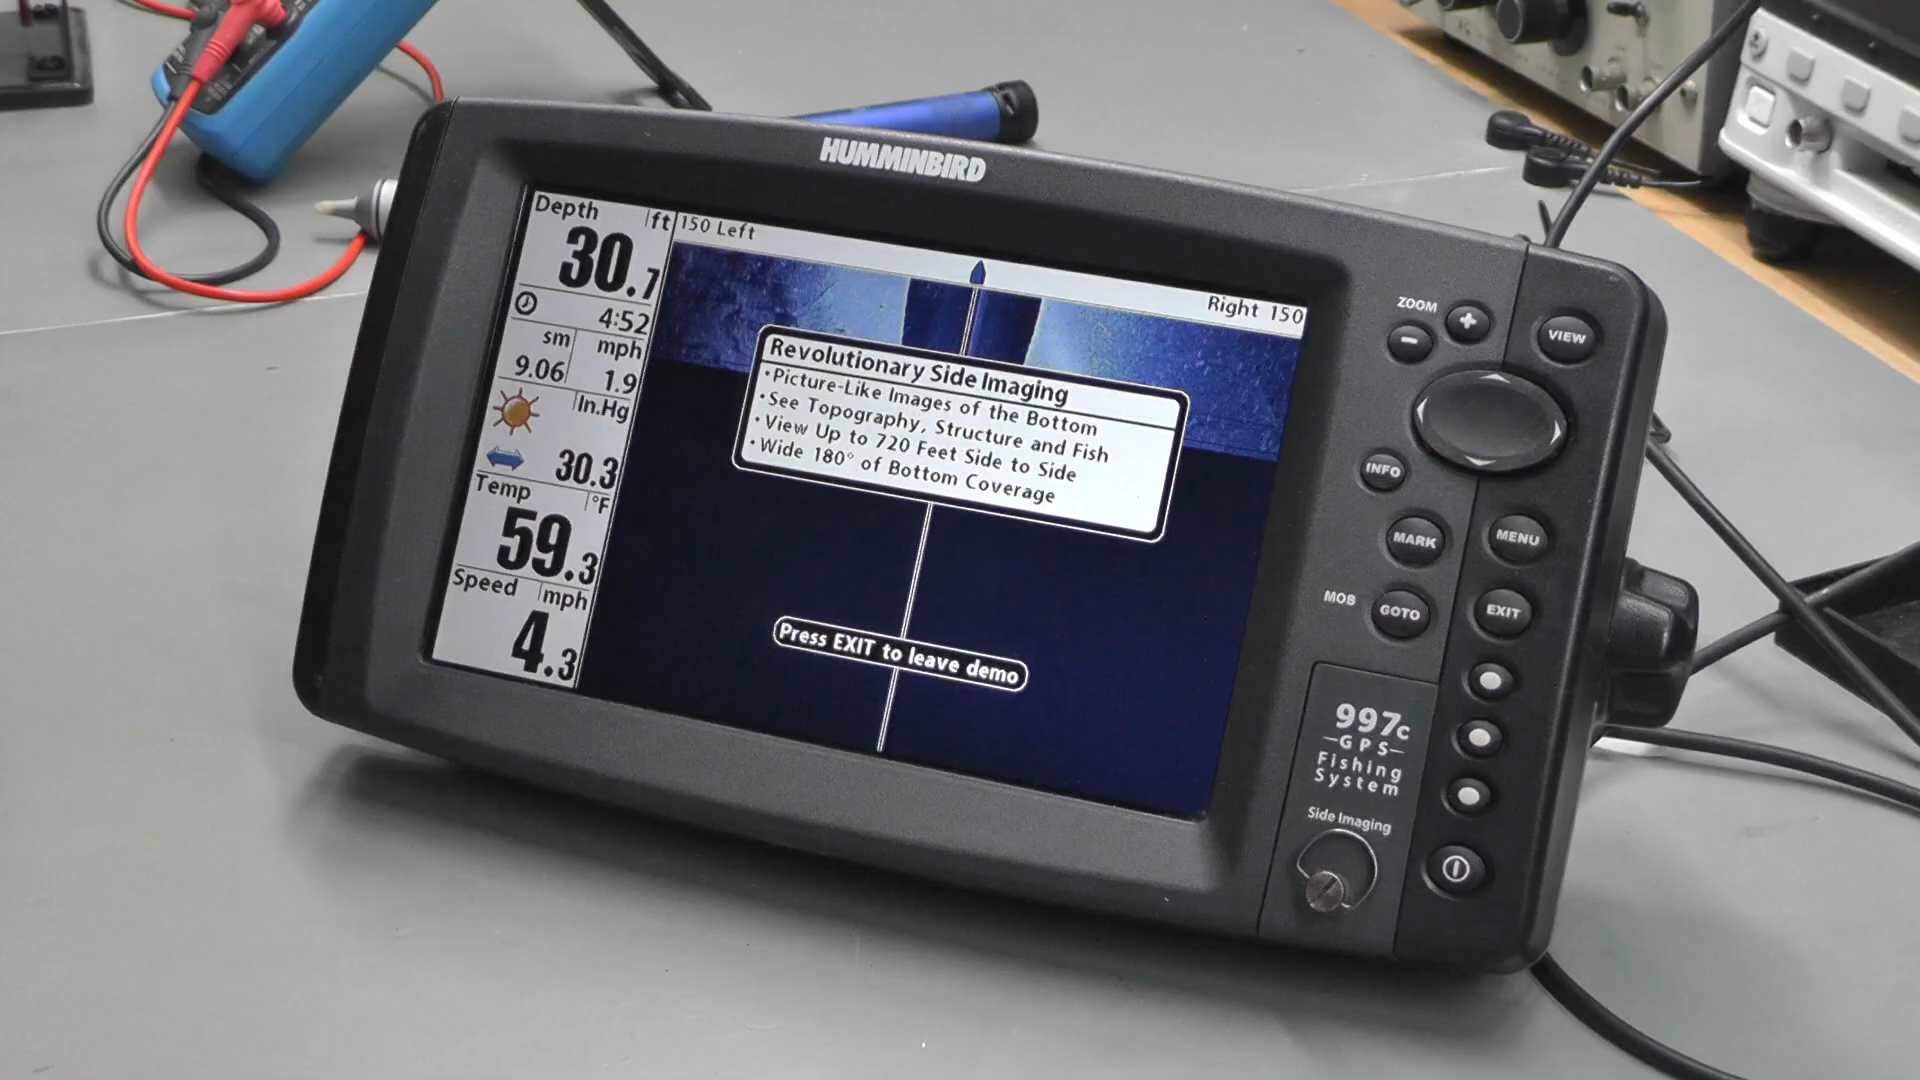 HUMMINBIRD
Depth ft
30.7
4:52
sm mph
9.06 1.9
In.Hg
30.3
Temp °F
59.3
Speed mph
4.3
150 Left
Right 150
Revolutionary Side Imaging
•Picture-Like Images of the Bottom
•See Topography, Structure and Fish
•View Up to 720 Feet Side to Side
•Wide 180° of Bottom Coverage
Press EXIT to leave demo
ZOOM
+
-
VIEW
INFO
MARK
MENU
MOB
GOTO
EXIT
997c
GPS
Fishing
System
Side Imaging